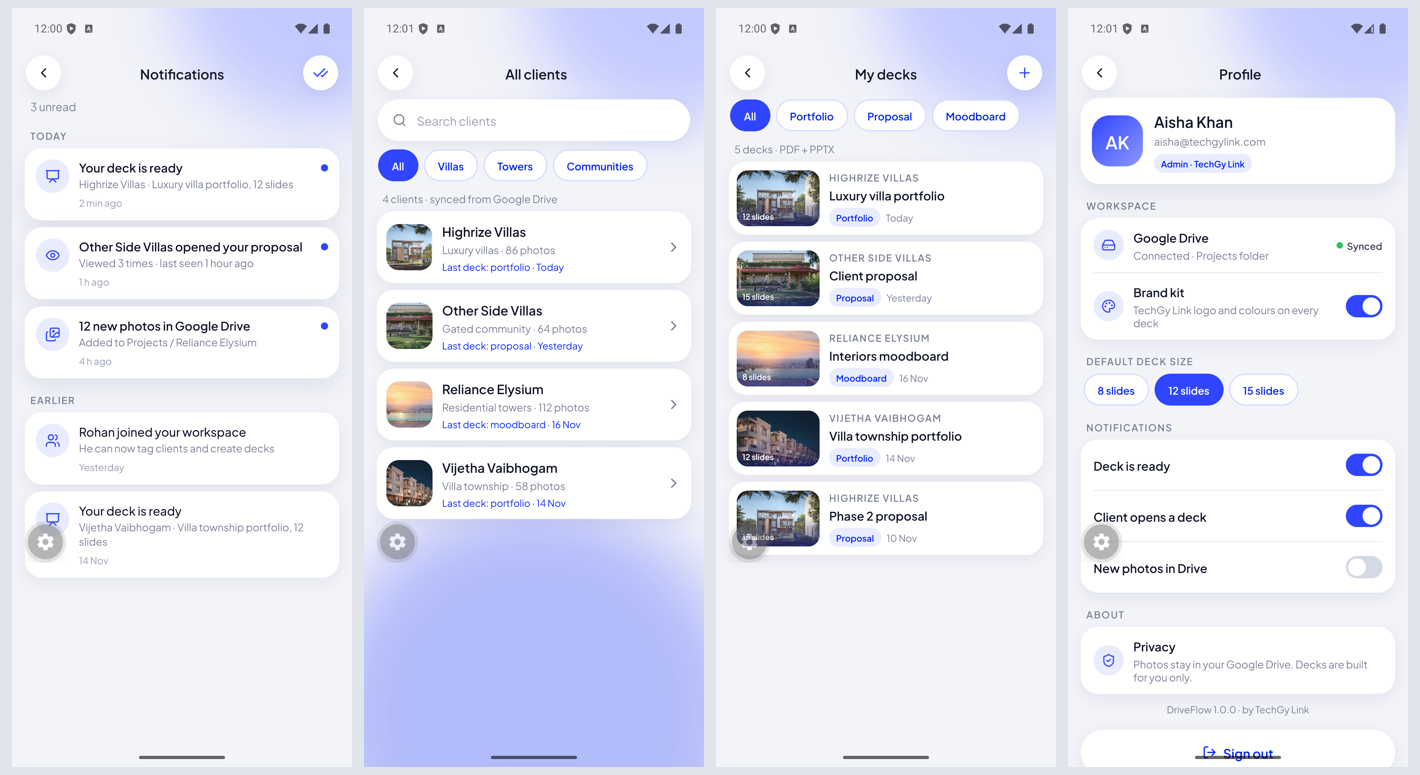 12:00
Notifications
3 unread
TODAY
Your deck is ready
Highrize Villas · Luxury villa portfolio, 12 slides
2 min ago
Other Side Villas opened your proposal
Viewed 3 times · last seen 1 hour ago
1 h ago
12 new photos in Google Drive
Added to Projects / Reliance Elysium
4 h ago
EARLIER
Rohan joined your workspace
He can now tag clients and create decks
Yesterday
Your deck is ready
Vijetha Vaibhogam · Villa township portfolio, 12
slides
14 Nov
12:01
All clients
Search clients
All
Villas
Towers
Communities
4 clients · synced from Google Drive
Highrize Villas
Luxury villas · 86 photos
Last deck: portfolio · Today
Other Side Villas
Gated community · 64 photos
Last deck: proposal · Yesterday
Reliance Elysium
Residential towers · 112 photos
Last deck: moodboard · 16 Nov
Vijetha Vaibhogam
Villa township · 58 photos
Last deck: portfolio · 14 Nov
12:00
My decks
All
Portfolio
Proposal
Moodboard
5 decks · PDF + PPTX
12 slides
HIGHRIZE VILLAS
Luxury villa portfolio
Portfolio
Today
15 slides
OTHER SIDE VILLAS
Client proposal
Proposal
Yesterday
8 slides
RELIANCE ELYSIUM
Interiors moodboard
Moodboard
16 Nov
12 slides
VIJETHA VAIBHOGAM
Villa township portfolio
Portfolio
14 Nov
15 slides
HIGHRIZE VILLAS
Phase 2 proposal
Proposal
10 Nov
12:01
Profile
AK
Aisha Khan
aisha@techgylink.com
Admin · TechGy Link
WORKSPACE
Google Drive
Connected · Projects folder
Synced
Brand kit
TechGy Link logo and colours on every
deck
DEFAULT DECK SIZE
8 slides
12 slides
15 slides
NOTIFICATIONS
Deck is ready
Client opens a deck
New photos in Drive
ABOUT
Privacy
Photos stay in your Google Drive. Decks are built
for you only.
DriveFlow 1.0.0 · by TechGy Link
Sign out